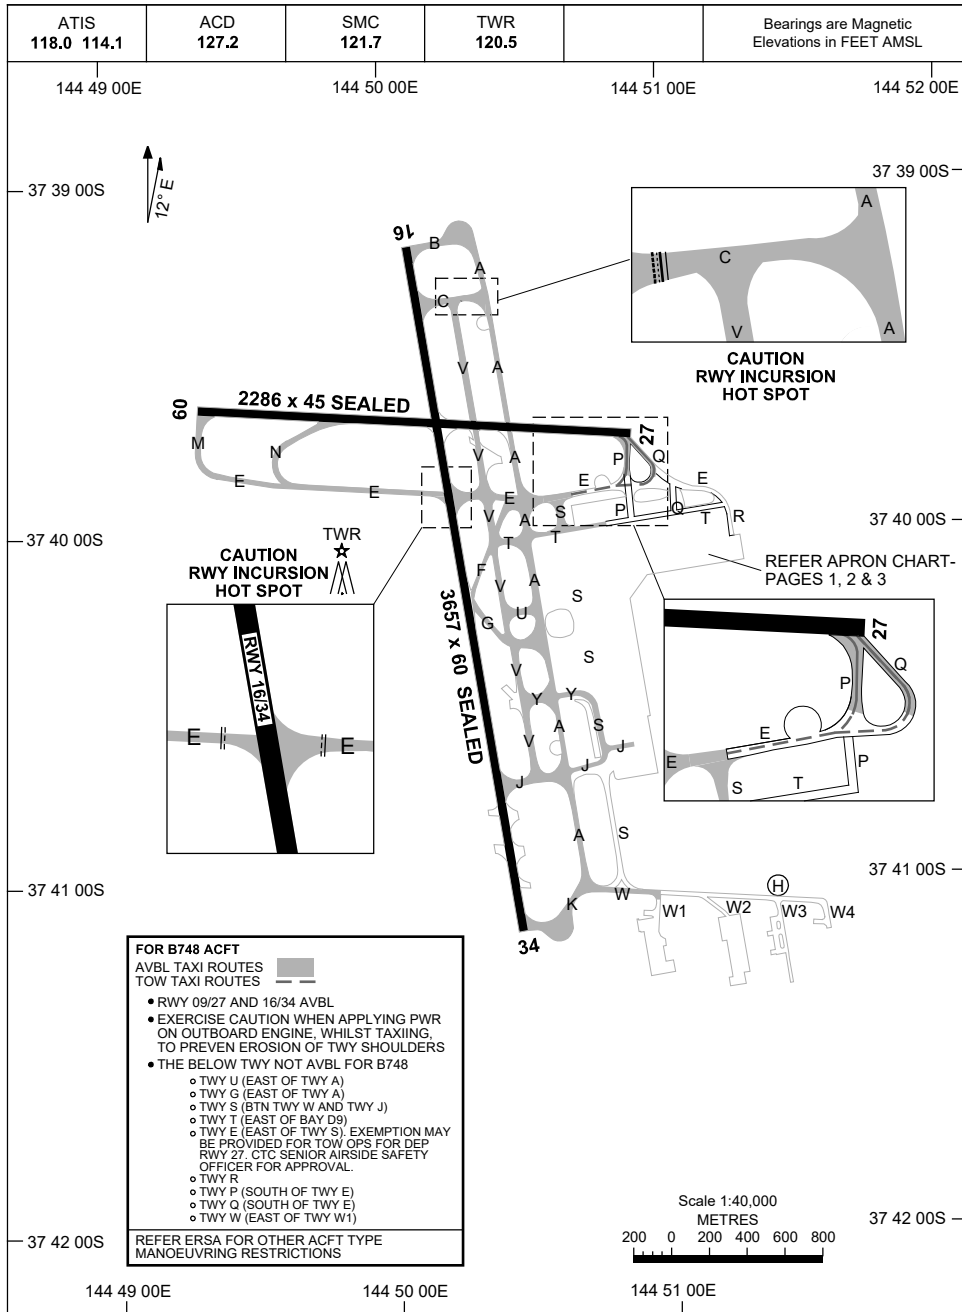 ATIS
118.0 114.1
ACD
127.2
SMC
121.7
TWR
120.5
Bearings are Magnetic
Elevations in FEET AMSL
144 49 00E
144 50 00E
144 51 00E
144 52 00E
37 39 00S
37 39 00S
12° E
16
B
A
C
V
A
A
C
V
A
A
CAUTION
RWY INCURSION
HOT SPOT
09
2286 x 45 SEALED
27
M
N
E
E
V
A
E
P
Q
E
E
V
A
S
P
Q
T
R
T
T
37 40 00S
37 40 00S
TWR
CAUTION
RWY INCURSION
HOT SPOT
REFER APRON CHART-
PAGES 1, 2 & 3
F
V
A
U
G
S
S
3657 x 60 SEALED
RWY 16/34
E
E
27
Q
P
E
E
P
S
T
V
Y
Y
A
S
V
J
J
J
A
S
37 41 00S
37 41 00S
K
W
W1
W2
H
W3
W4
34
FOR B748 ACFT
AVBL TAXI ROUTES
TOW TAXI ROUTES
• RWY 09/27 AND 16/34 AVBL
• EXERCISE CAUTION WHEN APPLYING PWR
ON OUTBOARD ENGINE, WHILST TAXIING,
TO PREVEN EROSION OF TWY SHOULDERS
• THE BELOW TWY NOT AVBL FOR B748
TWY U (EAST OF TWY A)
TWY G (EAST OF TWY A)
TWY S (BTN TWY W AND TWY J)
TWY T (EAST OF BAY D9)
TWY E (EAST OF TWY S). EXEMPTION MAY
BE PROVIDED FOR TOW OPS FOR DEP
RWY 27. CTC SENIOR AIRSIDE SAFETY
OFFICER FOR APPROVAL.
TWY R
TWY P (SOUTH OF TWY E)
TWY Q (SOUTH OF TWY E)
TWY W (EAST OF TWY W1)
REFER ERSA FOR OTHER ACFT TYPE
MANOEUVRING RESTRICTIONS
Scale 1:40,000
METRES
200 0 200 400 600 800
37 42 00S
37 42 00S
144 49 00E
144 50 00E
144 51 00E